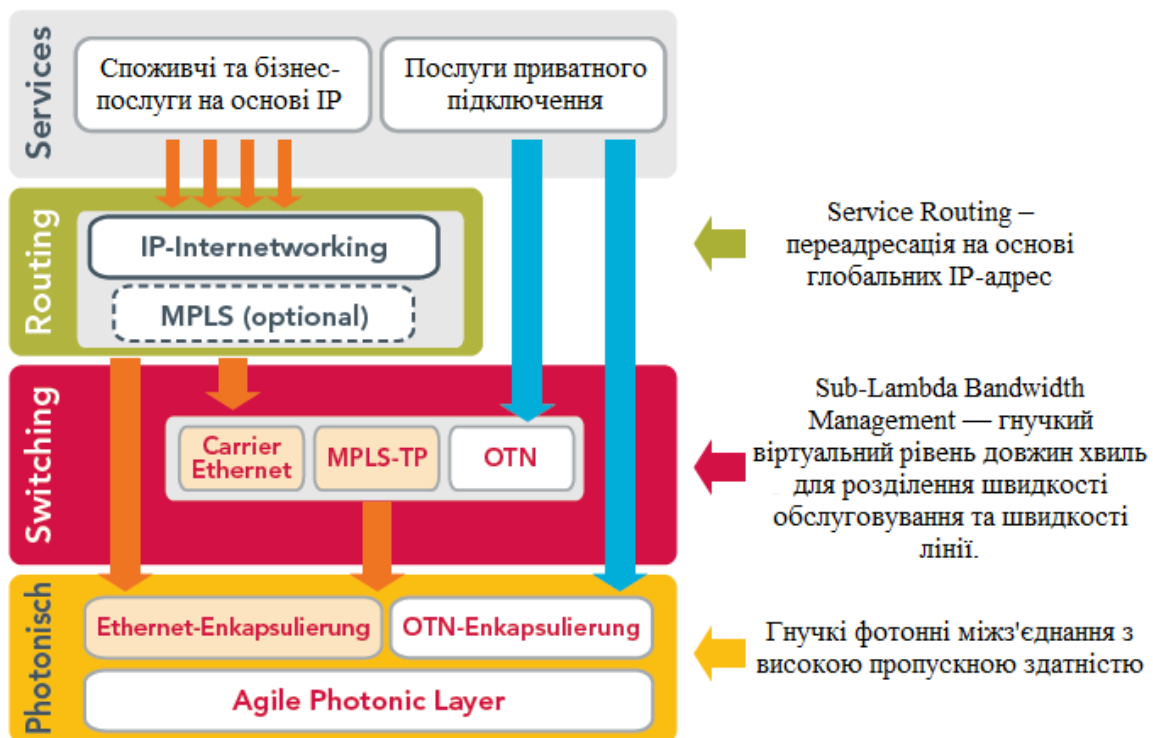 Services
Споживчі та бізнес-
послуги на основі IP
Послуги приватного
підключення
Routing
IP-Internetworking
MPLS (optional)
Service Routing –
переадресація на основі
глобальних IP-адрес
Switching
Carrier
Ethernet
MPLS-TP
OTN
Sub-Lambda Bandwidth
Management — гнучкий
віртуальний рівень довжин хвиль
для розділення швидкості
обслуговування та швидкості
лінії.
Photonisch
Ethernet-Enkapsulierung
OTN-Enkapsulierung
Agile Photonic Layer
Гнучкі фотонні міжз'єднання з
високою пропускною здатністю